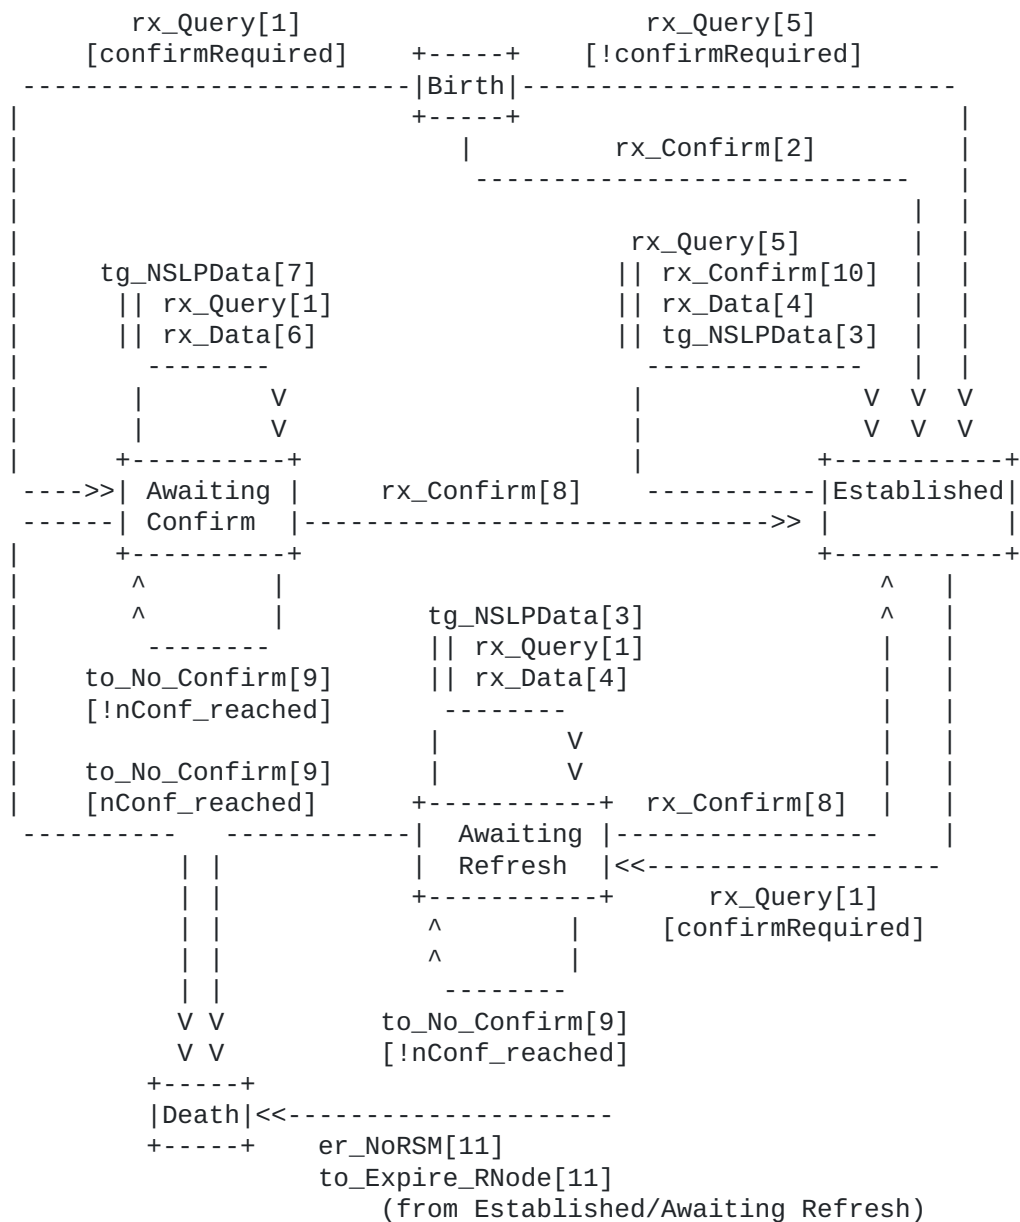 rx_Query[1] rx_Query[5]
[confirmRequired] [!confirmRequired]
Birth
rx_Confirm[2]
rx_Query[5]
tg_NSLPData[7] || rx_Confirm[10]
|| rx_Query[1] || rx_Data[4]
|| rx_Data[6] || tg_NSLPData[3]
Awaiting rx_Confirm[8] Established
Confirm
tg_NSLPData[3]
|| rx_Query[1]
to_No_Confirm[9] || rx_Data[4]
[!nConf_reached]
to_No_Confirm[9]
[nConf_reached] rx_Confirm[8]
Awaiting
Refresh
rx_Query[1]
[confirmRequired]
to_No_Confirm[9]
[!nConf_reached]
Death
er_NoRSM[11]
to_Expire_RNode[11]
(from Established/Awaiting Refresh)